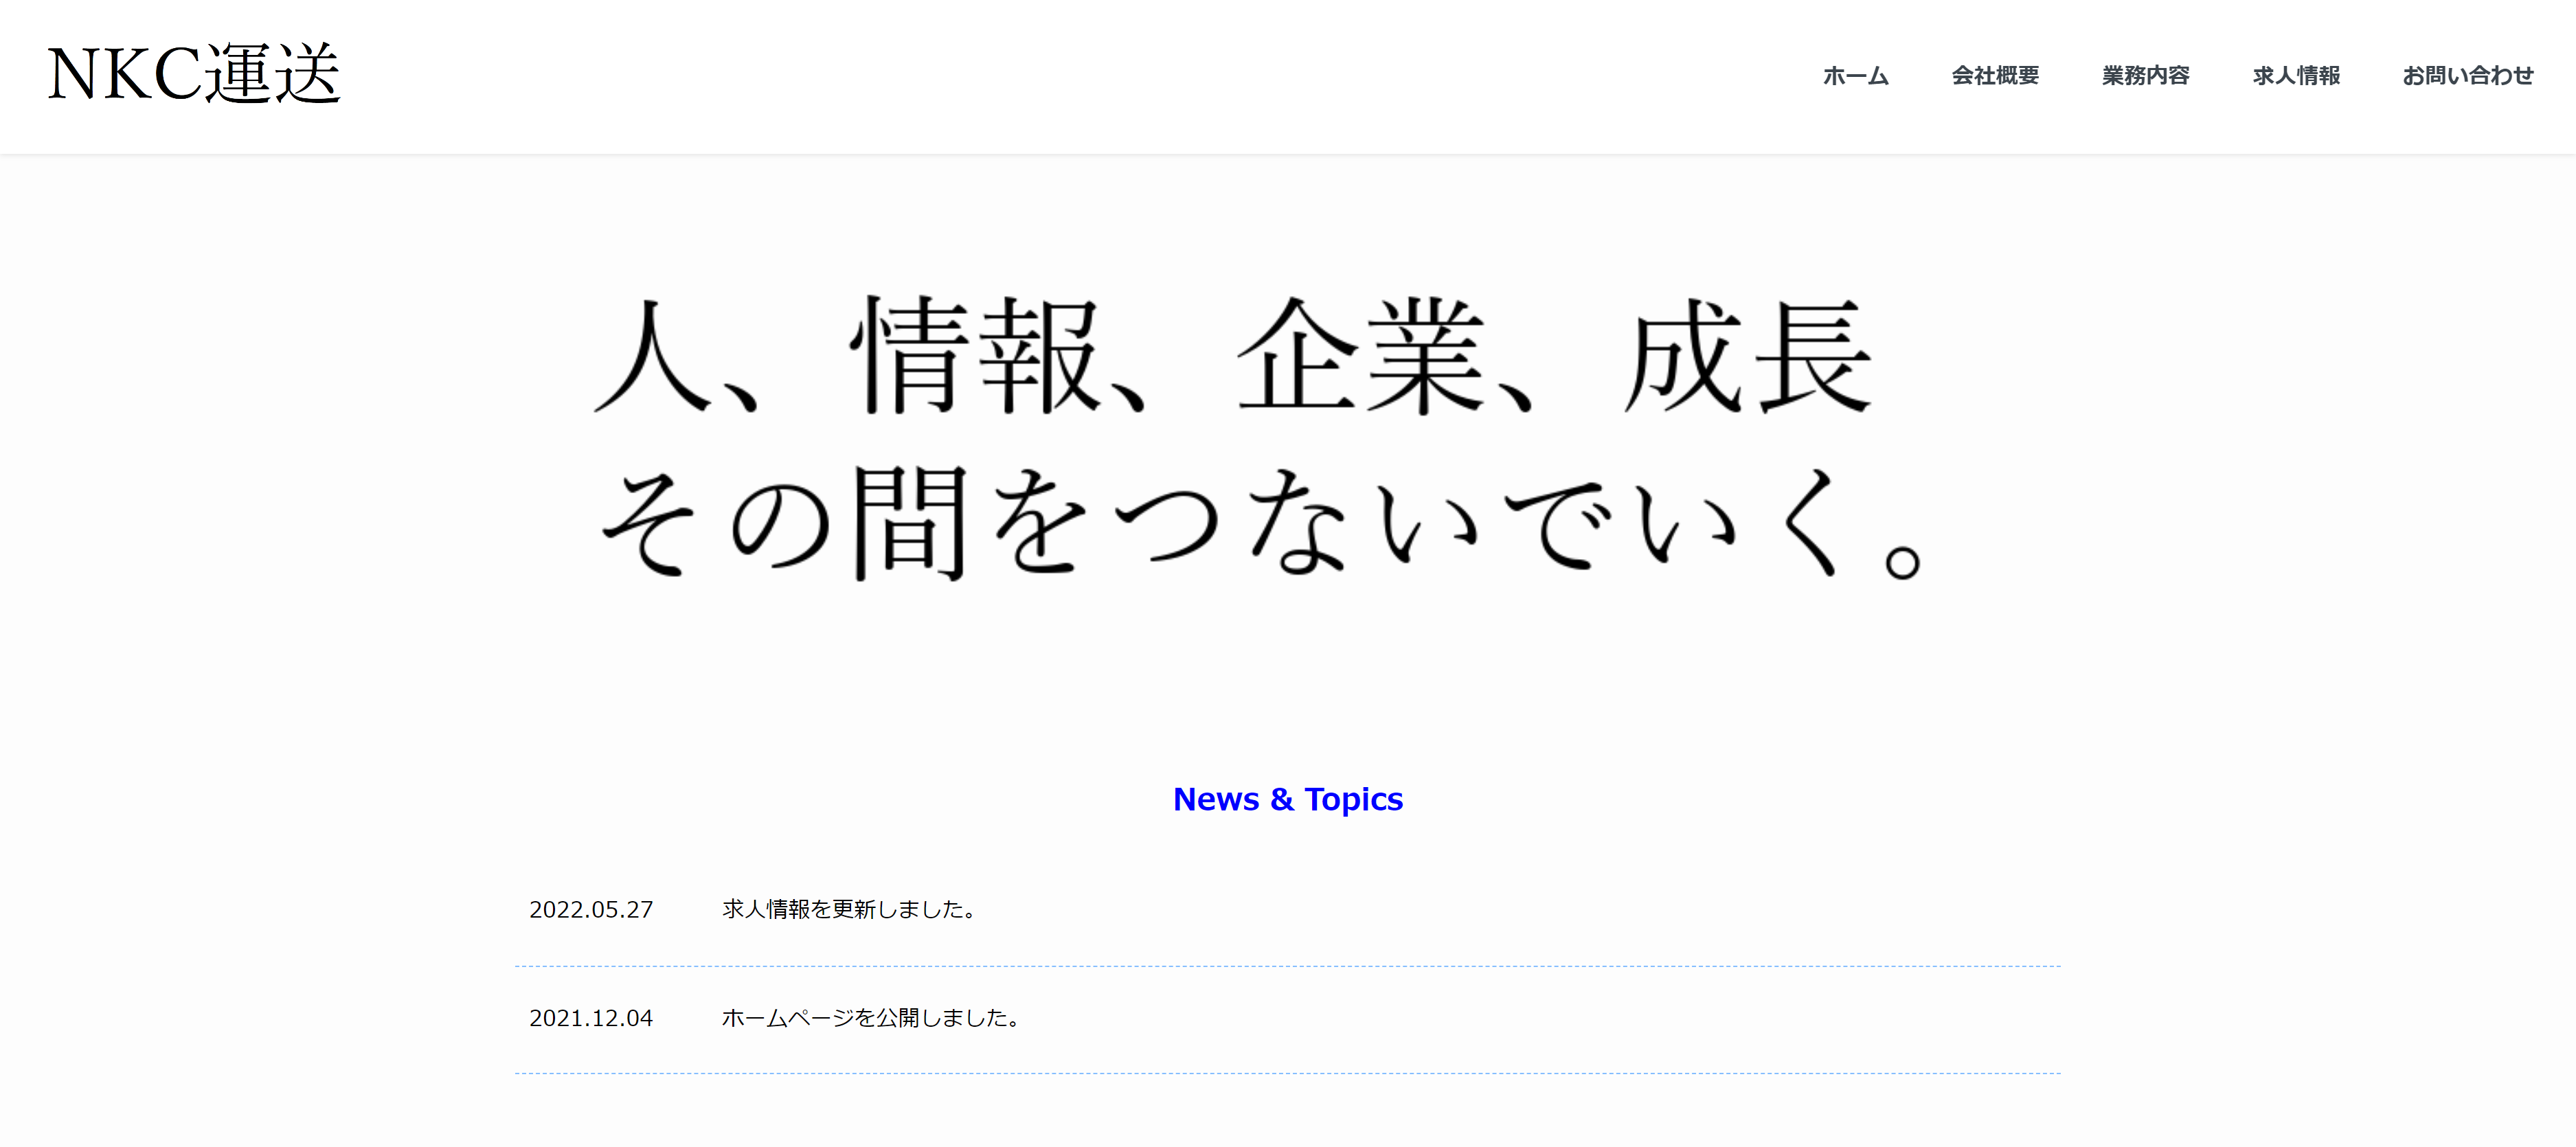 NKC運送
ホーム 会社概要 業務内容 求人情報 お問い合わせ
人、情報、企業、成長
その間をつないでいく。
News & Topics
2022.05.27 求人情報を更新しました。
2021.12.04 ホームページを公開しました。